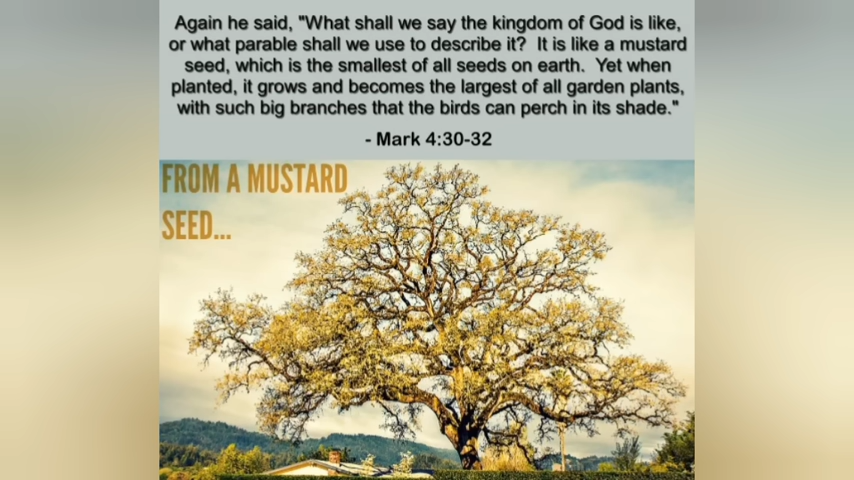 Again he said, "What shall we say the kingdom of God is like,
or what parable shall we use to describe it?  It is like a mustard
seed, which is the smallest of all seeds on earth.  Yet when
planted, it grows and becomes the largest of all garden plants,
with such big branches that the birds can perch in its shade."
- Mark 4:30-32
FROM A MUSTARD
SEED...